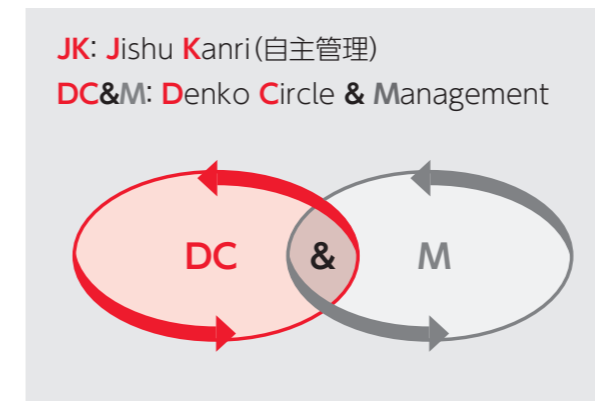 JK: Jishu Kanri(自主管理)
DC&M: Denko Circle & Management
DC & M